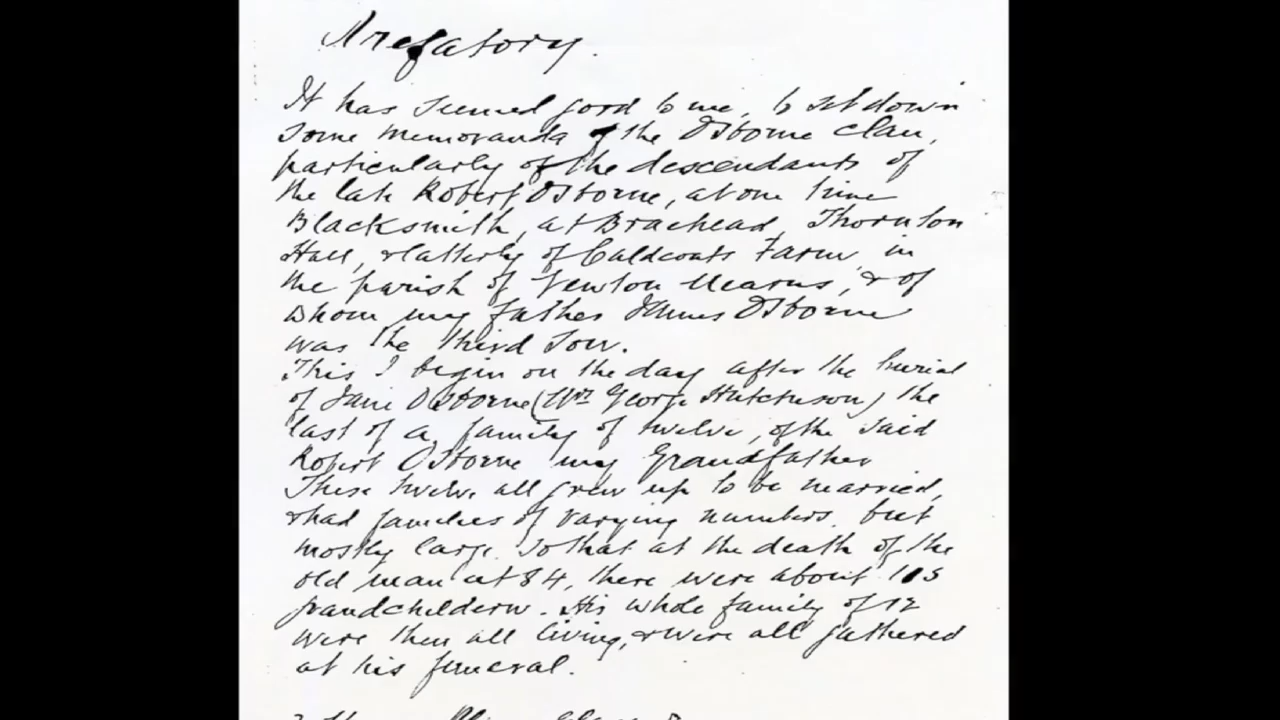 Prefatory.
It has seemed good to me, to set down
some memoranda of the Osborne Clan,
particularly of the descendants of
the late Robert Osborne, at one time
Blacksmith, at Braehead, Thornton
Hall, & latterly of Caldcoats Farm, in
the parish of Newton Mearns, & of
whom my father James Osborne
was the third Son.
This I begin on the day after the burial
of Jane Osborne (Mrs George Hutcheson) the
last of a family of twelve, of the said
Robert Osborne my Grandfather
These twelve all grew up to be married,
& had families of varying numbers, but
mostly large. So that at the death of the
old man at 84, there were about 105
grandchildern. His whole family of 12
were then all living, & were all gathered
at his funeral.